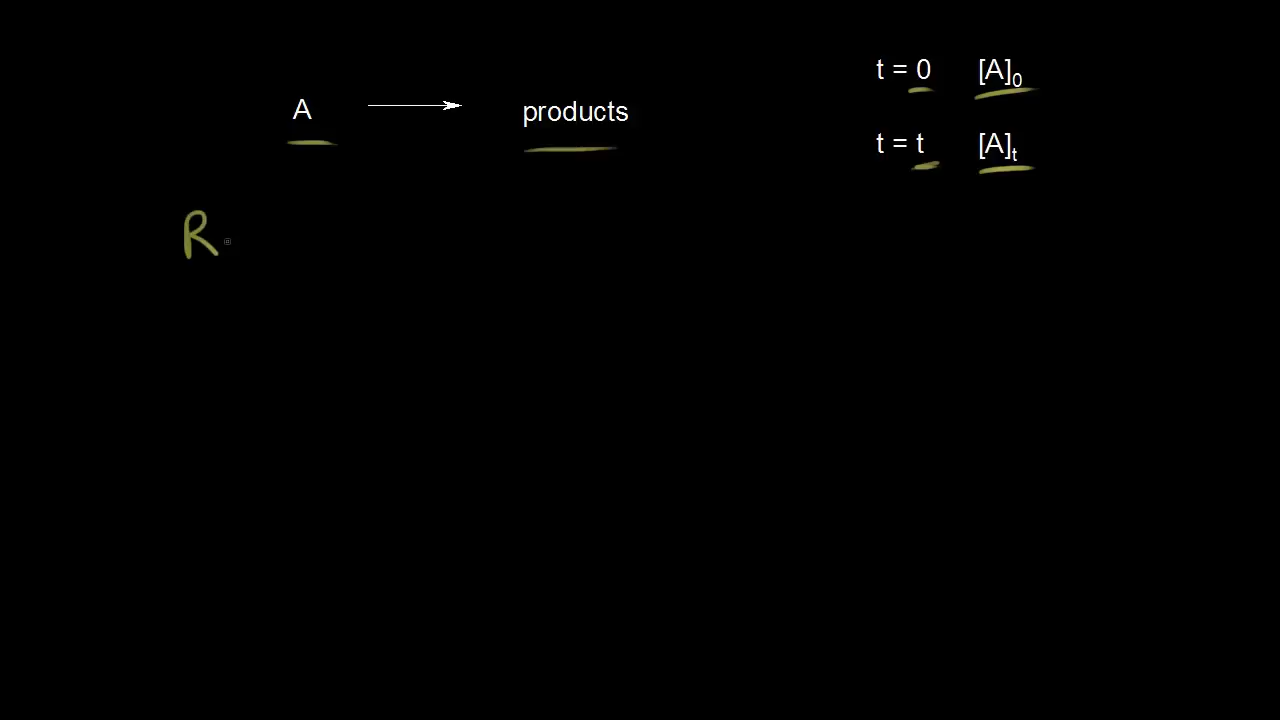 A → products
t = 0 [A]₀
t = t [A]ₜ
R